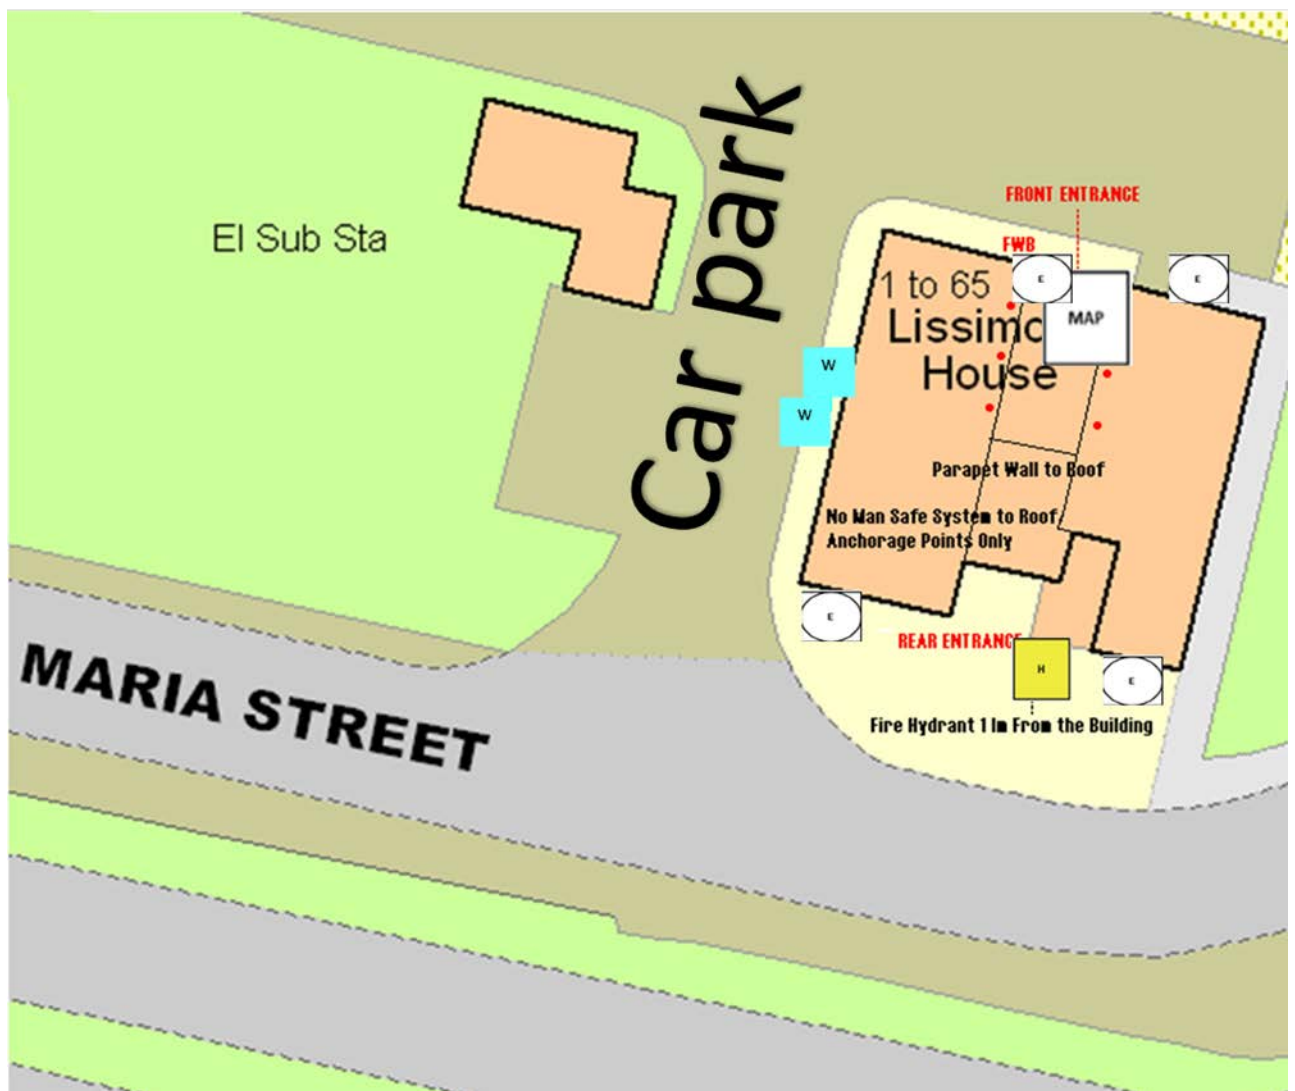 Car park
FRONT ENTRANCE
El Sub Sta
FWB
E
E
1 to 65
MAP
Lissimo
House
W
W
Parapet Wall to Roof
No Man Safe System to Roof
Anchorage Points Only
E
REAR ENTRANCE
H
E
MARIA STREET
Fire Hydrant 1 In From the Building